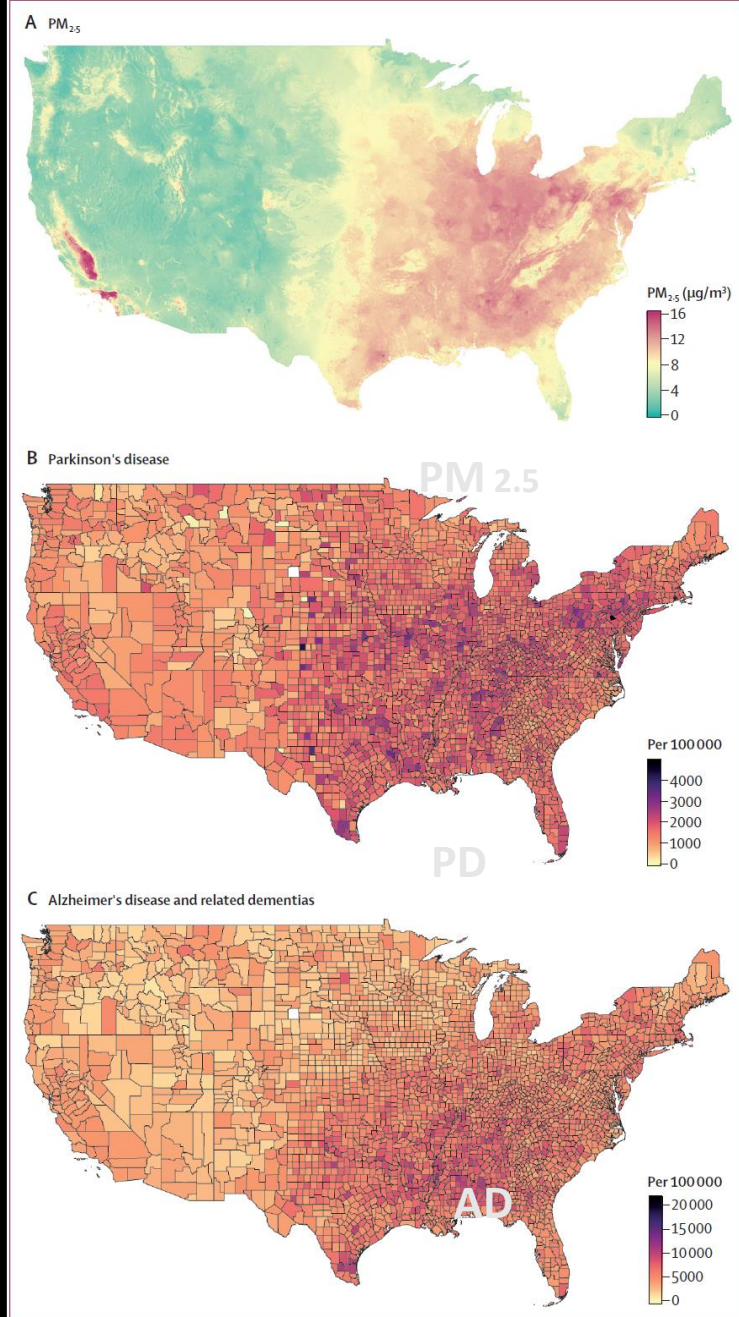 A PM2·5
PM2·5 (µg/m³)
16
12
8
4
0
B Parkinson's disease
PM 2.5
Per 100 000
4000
3000
2000
1000
0
PD
C Alzheimer's disease and related dementias
Per 100 000
20 000
15 000
10 000
5000
0
AD